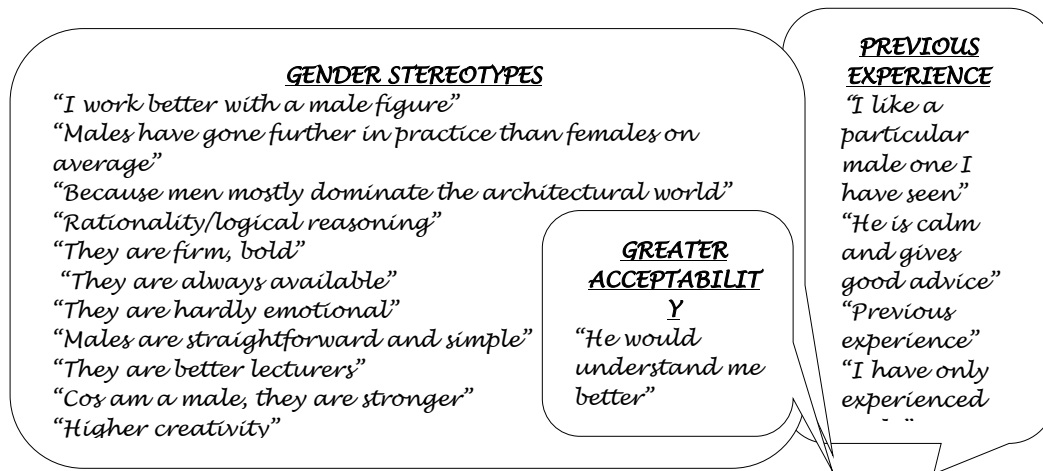 GENDER STEREOTYPES
“I work better with a male figure”
“Males have gone further in practice than females on
average”
“Because men mostly dominate the architectural world”
“Rationality/logical reasoning”
“They are firm, bold”
“They are always available”
“They are hardly emotional”
“Males are straightforward and simple”
“They are better lecturers”
“Cos am a male, they are stronger”
“Higher creativity”
GREATER
ACCEPTABILIT
Y
“He would
understand me
better”
PREVIOUS
EXPERIENCE
“I like a
particular
male one I
have seen”
“He is calm
and gives
good advice”
“Previous
experience”
“I have only
experienced